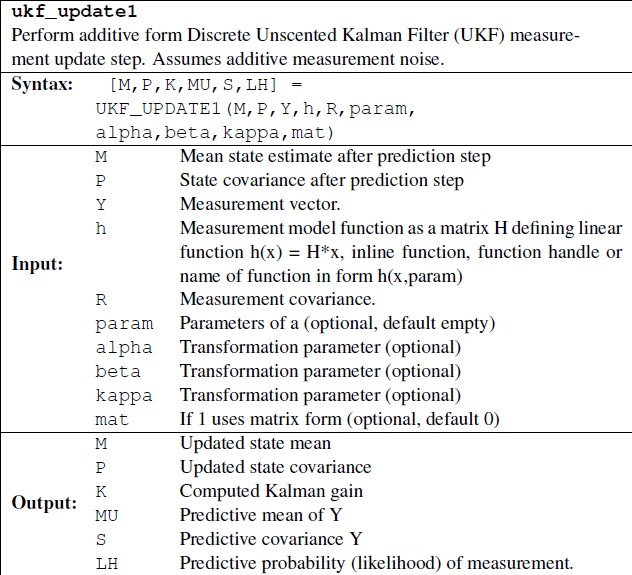 ukf_update1
Perform additive form Discrete Unscented Kalman Filter (UKF) measure-
ment update step. Assumes additive measurement noise.
Syntax: [M,P,K,MU,S,LH] =
UKF_UPDATE1(M,P,Y,h,R,param,
alpha,beta,kappa,mat)
Input:
M Mean state estimate after prediction step
P State covariance after prediction step
Y Measurement vector.
h Measurement model function as a matrix H defining linear
function h(x) = H*x, inline function, function handle or
name of function in form h(x,param)
R Measurement covariance.
param Parameters of a (optional, default empty)
alpha Transformation parameter (optional)
beta Transformation parameter (optional)
kappa Transformation parameter (optional)
mat If 1 uses matrix form (optional, default 0)
Output:
M Updated state mean
P Updated state covariance
K Computed Kalman gain
MU Predictive mean of Y
S Predictive covariance Y
LH Predictive probability (likelihood) of measurement.